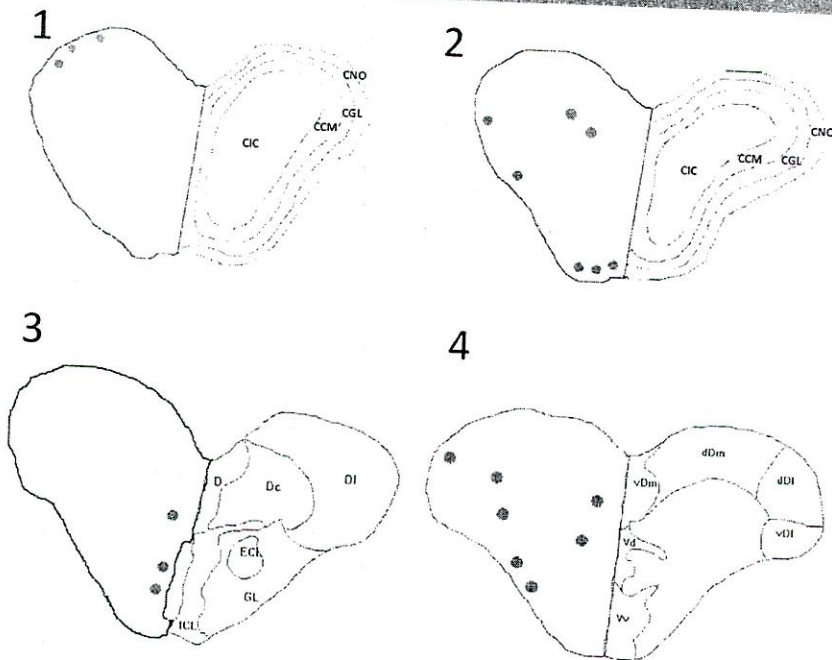 1
CNO
CGL
CCM
CIC
2
CNO
CIC
CCM
CGL
3
D
Dc
Dl
ECL
GL
ICL
4
vDm
dDm
dDl
vDl
Vd
Vv